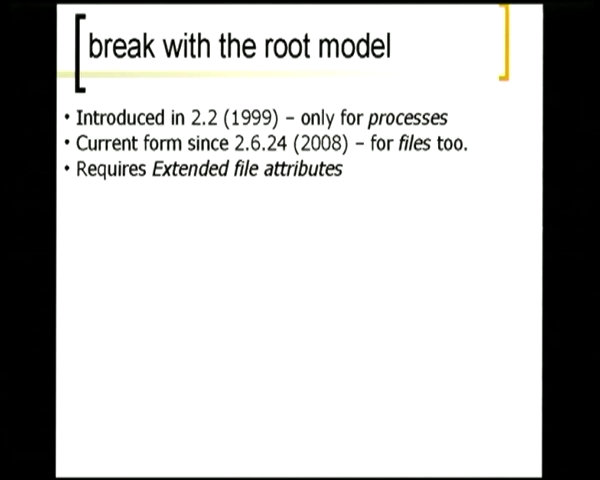 break with the root model
• Introduced in 2.2 (1999) – only for processes
• Current form since 2.6.24 (2008) – for files too.
• Requires Extended file attributes